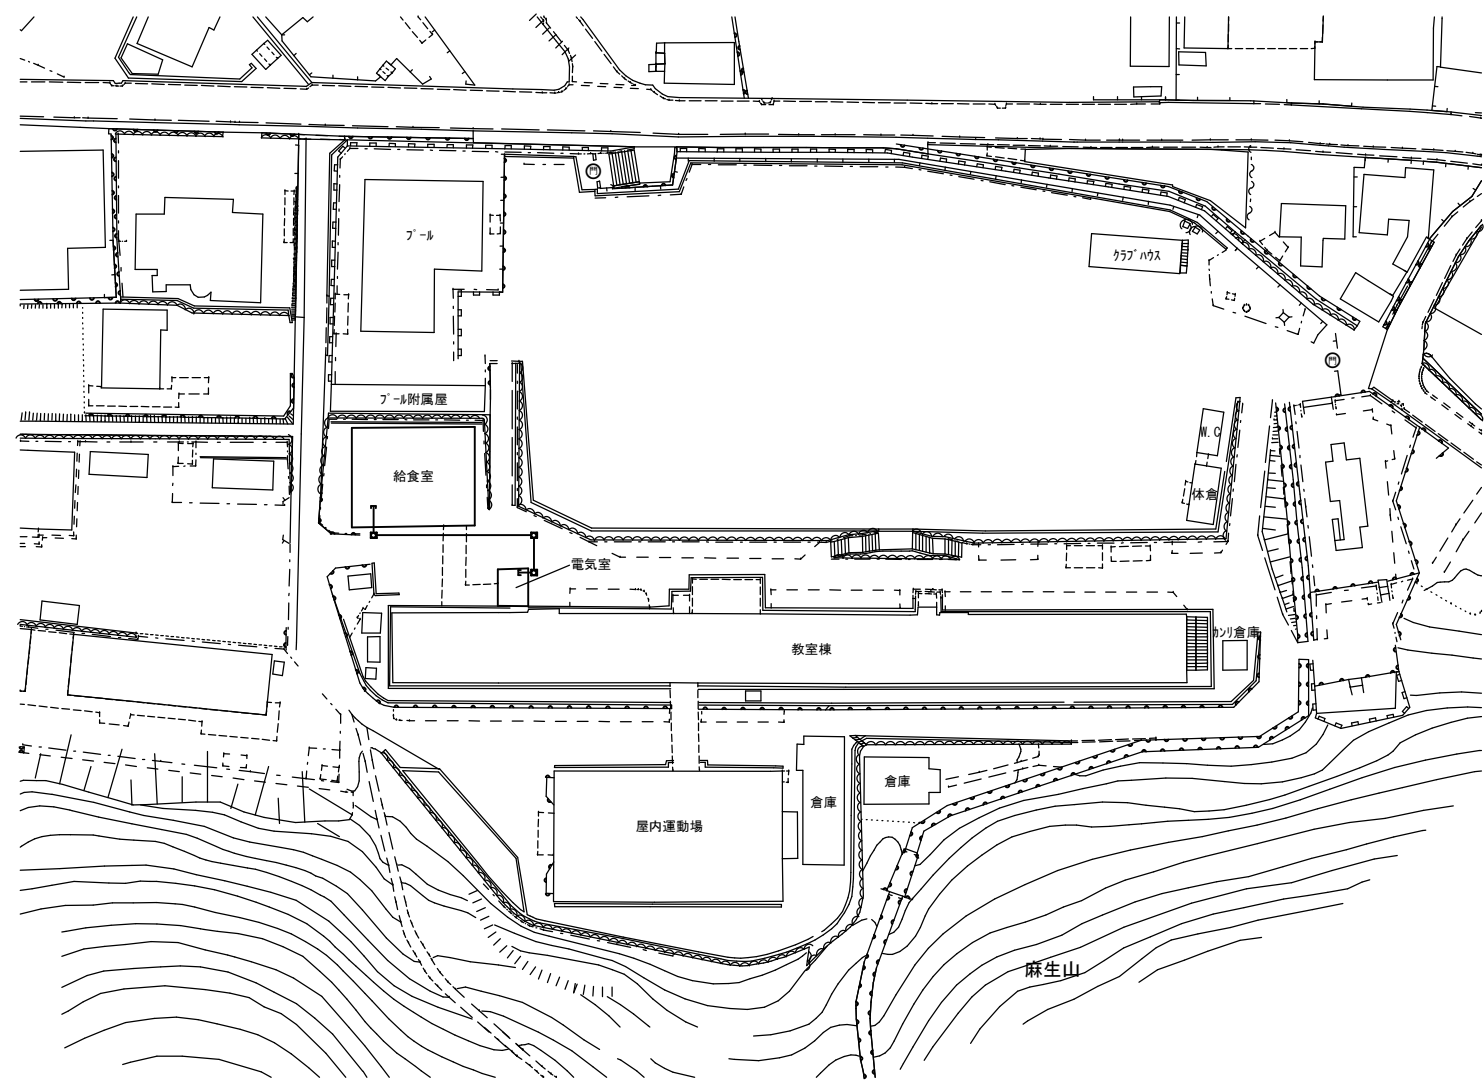 門
プール
クラブハウス
門
プール附属屋
W.C
給食室
体倉
電気室
カンリ倉庫
教室棟
倉庫
倉庫
屋内運動場
麻生山